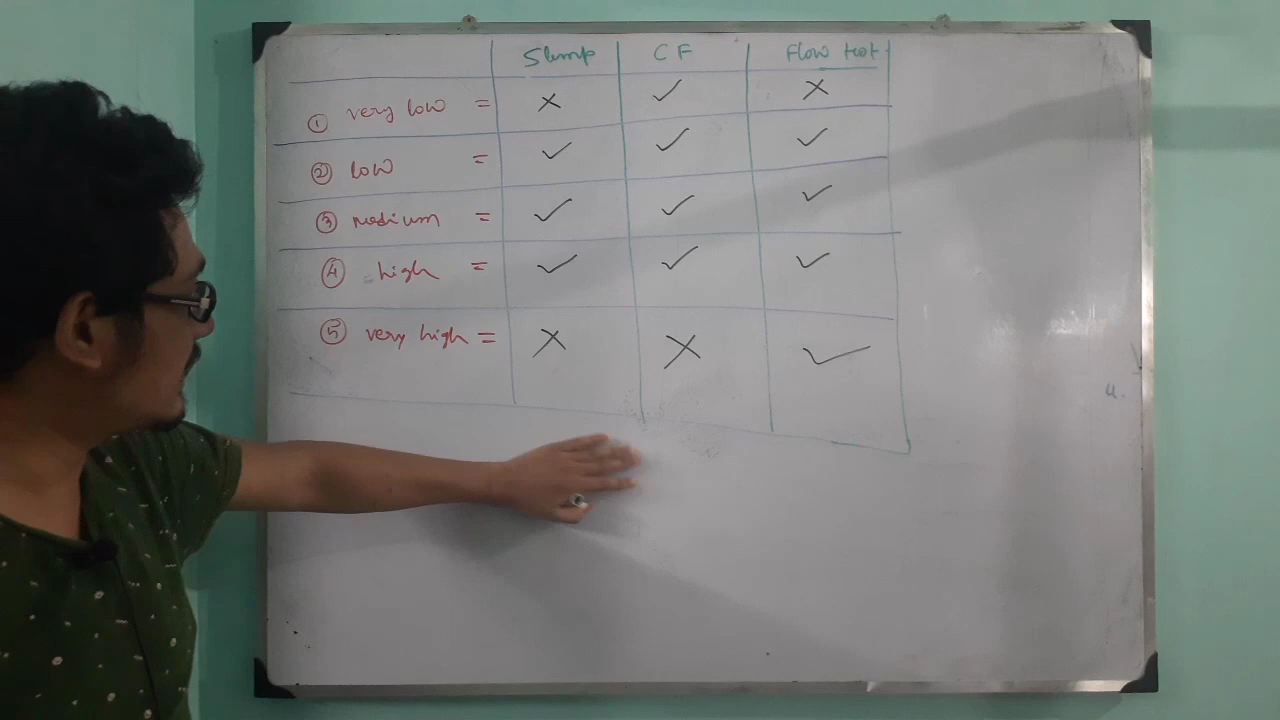 Slump CF Flow test
① very low = × ✓ ×
② low = ✓ ✓ ✓
③ medium = ✓ ✓ ✓
④ high = ✓ ✓ ✓
⑤ very high = × × ✓